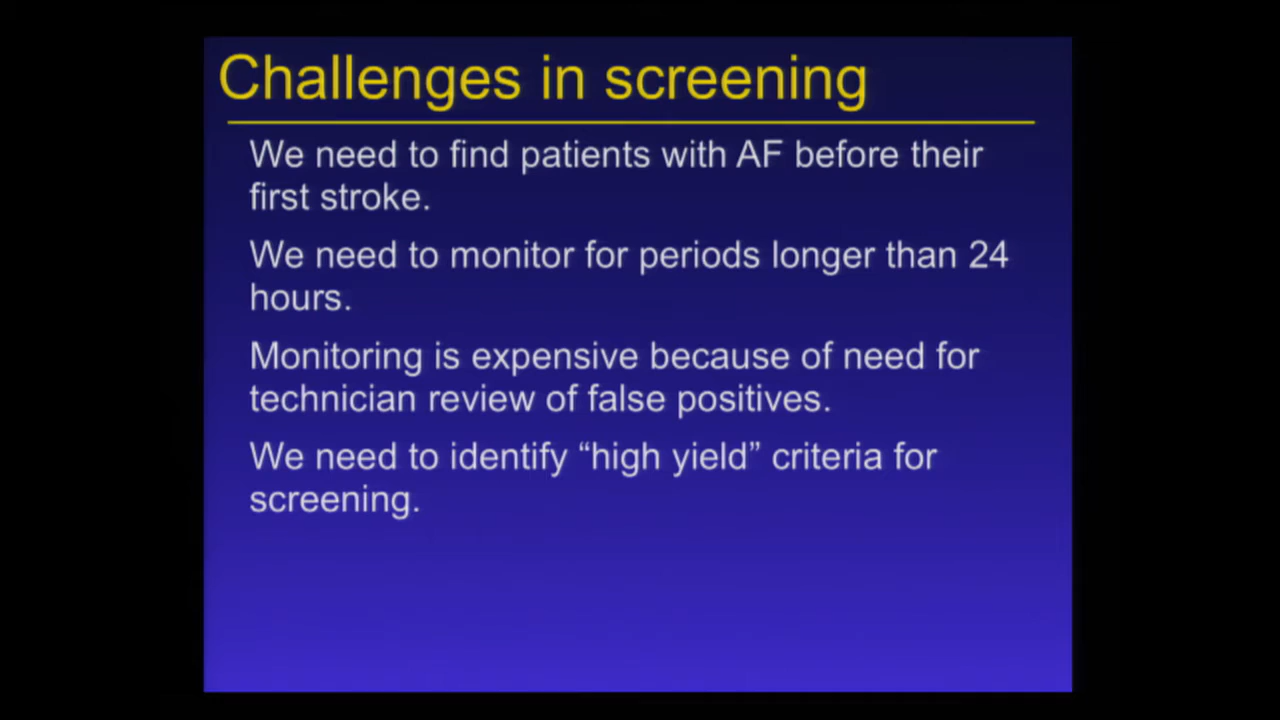 Challenges in screening
We need to find patients with AF before their
first stroke.
We need to monitor for periods longer than 24
hours.
Monitoring is expensive because of need for
technician review of false positives.
We need to identify “high yield” criteria for
screening.